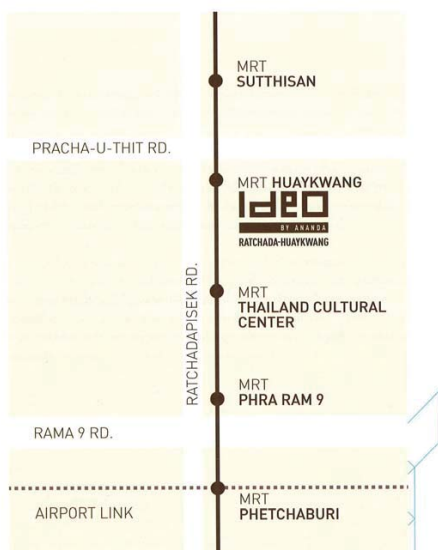 MRT
SUTTHISAN
PRACHA-U-THIT RD.
MRT HUAYKWANG
IdeO
BY ANANDA
RATCHADA-HUAYKWANG
RATCHADAPISEK RD.
MRT
THAILAND CULTURAL
CENTER
MRT
PHRA RAM 9
RAMA 9 RD.
AIRPORT LINK
MRT
PHETCHABURI